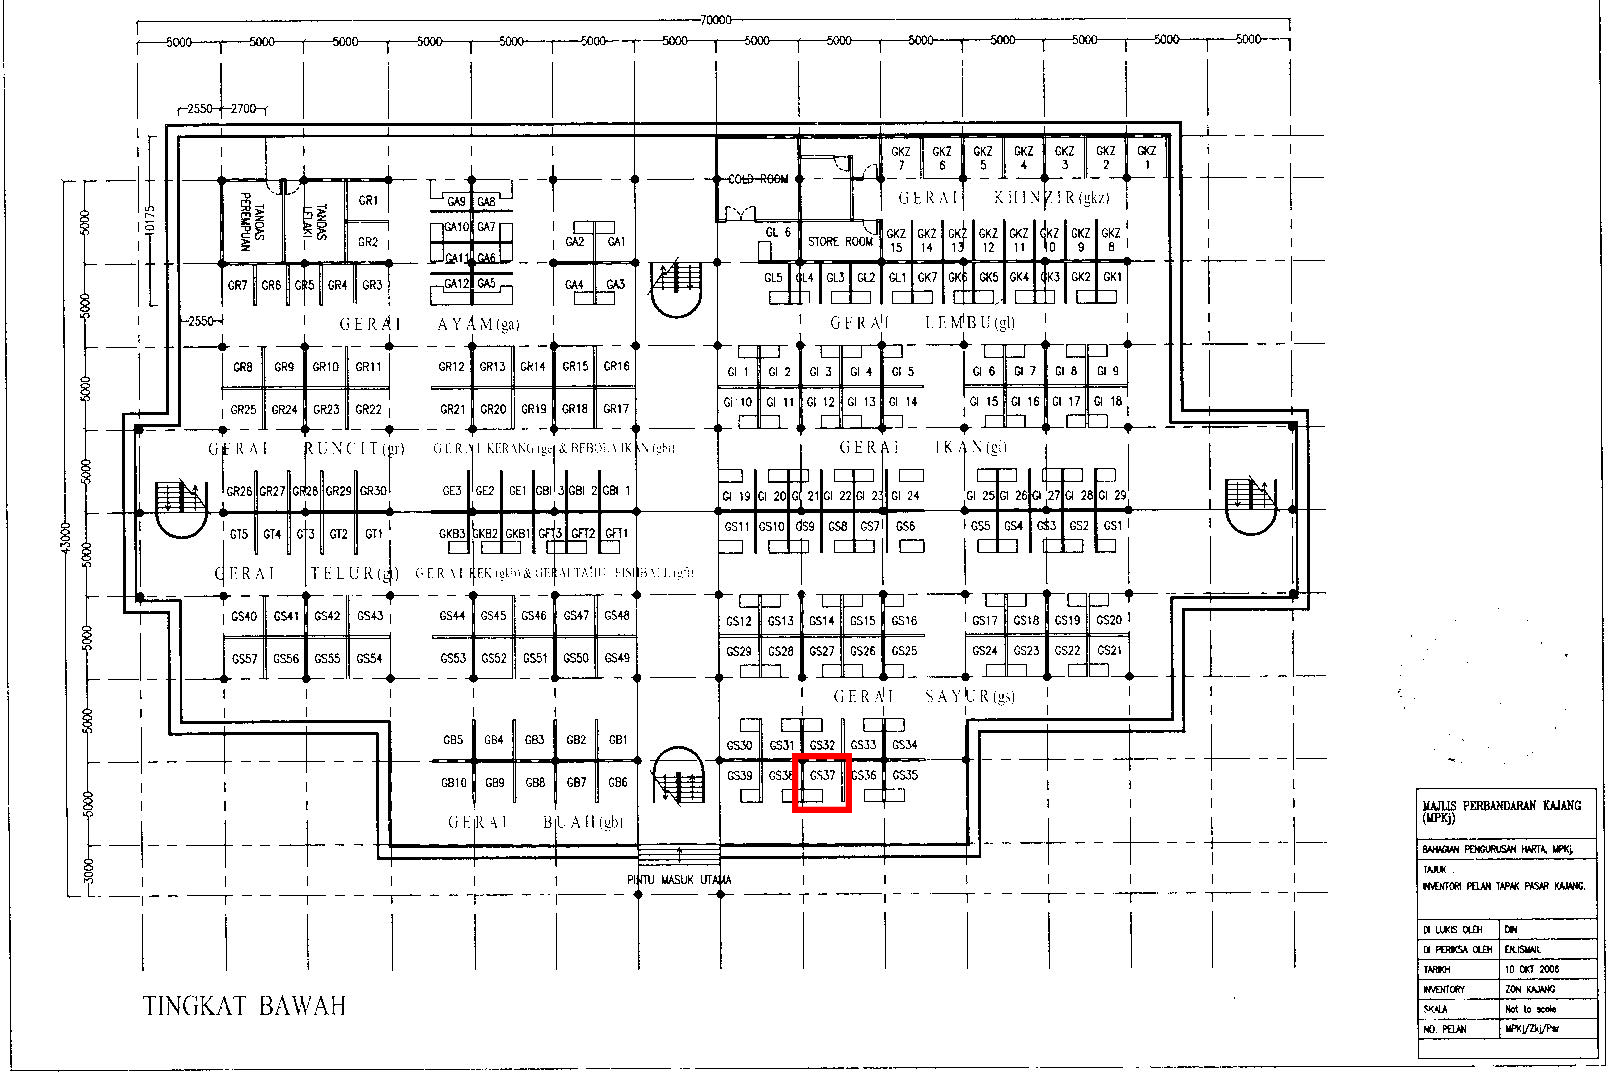 70000
5000 5000 5000 5000 5000 5000 5000 5000 5000 5000 5000 5000 5000 5000
2550 2700
GKZ 7 GKZ 6 GKZ 5 GKZ 4 GKZ 3 GKZ 2 GKZ 1
COLD ROOM
GERAI KHINZIR(gkz)
TANDAS PEREMPUAN
TANDAS LELAKI
GR1
GR2
GA9 GA8
GA10 GA7
GA11 GA6
GA12 GA5
GA2 GA1
GA4 GA3
GL 6
STORE ROOM
GKZ 15 GKZ 14 GKZ 13 GKZ 12 GKZ 11 GKZ 10 GKZ 9 GKZ 8
GR7 GR6 GR5 GR4 GR3
GL5 GL4 GL3 GL2 GL1 GK7 GK6 GK5 GK4 GK3 GK2 GK1
10175
2550
GERAI AYAM(ga)
GERAI LEMBU(gl)
GR8 GR9 GR10 GR11 GR12 GR13 GR14 GR15 GR16
GI 1 GI 2 GI 3 GI 4 GI 5 GI 6 GI 7 GI 8 GI 9
GR25 GR24 GR23 GR22 GR21 GR20 GR19 GR18 GR17
GI 10 GI 11 GI 12 GI 13 GI 14 GI 15 GI 16 GI 17 GI 18
GERAI RUNCIT(gr)
GERAI KERANG(ge) & BEBOLA IKAN(gbi)
GERAI IKAN(gi)
GR26 GR27 GR28 GR29 GR30 GE3 GE2 GE1 GBI 3 GBI 2 GBI 1
GI 19 GI 20 GI 21 GI 22 GI 23 GI 24 GI 25 GI 26 GI 27 GI 28 GI 29
GT5 GT4 GT3 GT2 GT1 GKB3 GKB2 GKB1 GFT3 GFT2 GFT1
GS11 GS10 GS9 GS8 GS7 GS6 GS5 GS4 GS3 GS2 GS1
GERAI TELUR(gt)
GERAI
GS40 GS41 GS42 GS43 GS44 GS45 GS46 GS47 GS48
GS12 GS13 GS14 GS15 GS16 GS17 GS18 GS19 GS20
GS57 GS56 GS55 GS54 GS53 GS52 GS51 GS50 GS49
GS29 GS28 GS27 GS26 GS25 GS24 GS23 GS22 GS21
GERAI SAYUR(gs)
GB5 GB4 GB3 GB2 GB1
GS30 GS31 GS32 GS33 GS34
GB10 GB9 GB8 GB7 GB6
GS39 GS38 GS37 GS36 GS35
GERAI BUAH(gb)
PINTU MASUK UTAMA
43000
5000
5000
5000
5000
5000
5000
5000
5000
3000
TINGKAT BAWAH
MAJLIS PERBANDARAN KAJANG
(MPKj)
BAHAGIAN PENGURUSAN HARTA, MPKj.
TAJUK .
INVENTORI PELAN TAPAK PASAR KAJANG.
DI LUKIS OLEH DIN
DI PERIKSA OLEH EN.ISMAIL
TARIKH 10 OKT 2006
INVENTORY ZON KAJANG
SKALA Not to scale
NO. PELAN MPKj/Zkj/Psr